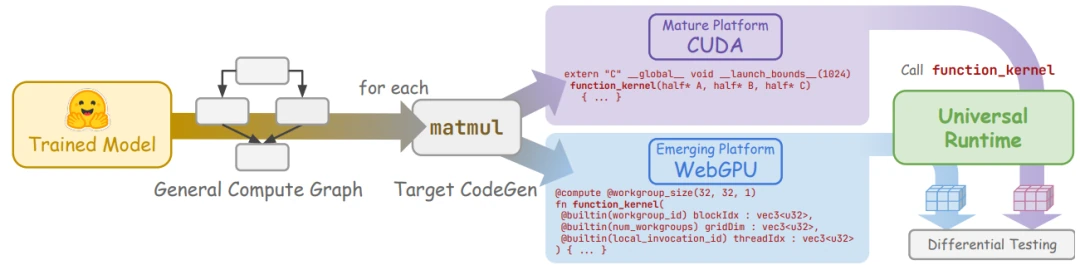 Trained Model
General Compute Graph
for each
matmul
Target CodeGen
Mature Platform
CUDA
extern "C" __global__ void __launch_bounds__(1024)
function_kernel(half* A, half* B, half* C)
{ ... }
Emerging Platform
WebGPU
@compute @workgroup_size(32, 32, 1)
fn function_kernel(
@builtin(workgroup_id) blockIdx : vec3<u32>,
@builtin(num_workgroups) gridDim : vec3<u32>,
@builtin(local_invocation_id) threadIdx : vec3<u32>
) { ... }
Call function_kernel
Universal
Runtime
Differential Testing